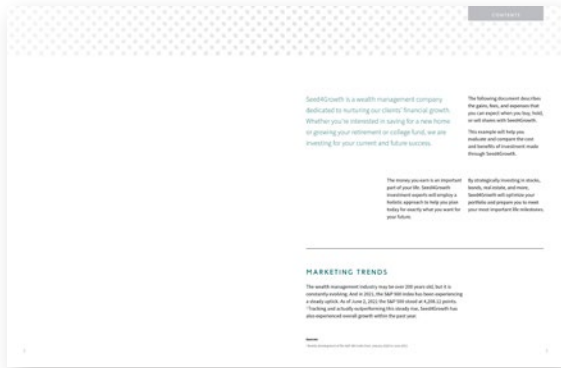 CONTENTS
Seed4Growth is a wealth management company
dedicated to nurturing our clients' financial growth.
Whether you're interested in saving for a new home
or growing your retirement or college fund, we are
investing for your current and future success.
The following document describes
the gains, fees, and expenses that
you can expect when you buy, hold,
or sell shares with Seed4Growth.
This example will help you
evaluate and compare the cost
and benefits of investment made
through Seed4Growth.
The money you earn is an important
part of your life. Seed4Growth
investment experts will employ a
holistic approach to help you plan
today for exactly what you want for
your future.
By strategically investing in stocks,
bonds, real estate, and more,
Seed4Growth will optimize your
portfolio and prepare you to meet
your most important life milestones.
MARKETING TRENDS
The wealth management industry may be over 200 years old, but it is
constantly evolving. And in 2021, the S&P 500 index has been experiencing
a steady uptick. As of June 2, 2021 the S&P 500 stood at 4,208.12 points.
Tracking and actually outperforming this steady rise, Seed4Growth has
also experienced overall growth within the past year.